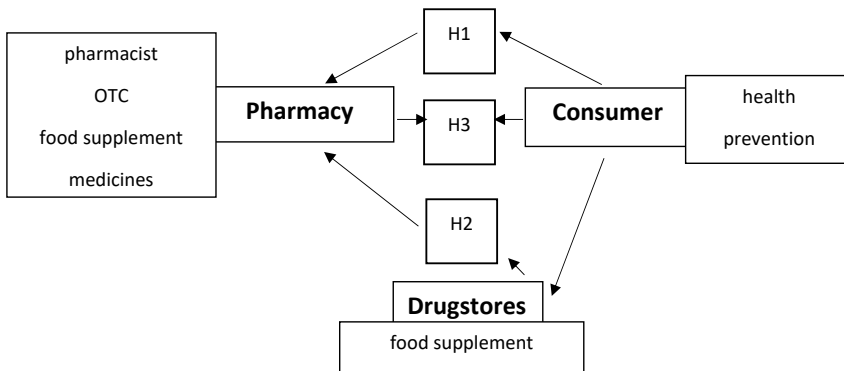 H1
pharmacist
OTC
food supplement
medicines
Pharmacy
H3
Consumer
health
prevention
H2
Drugstores
food supplement